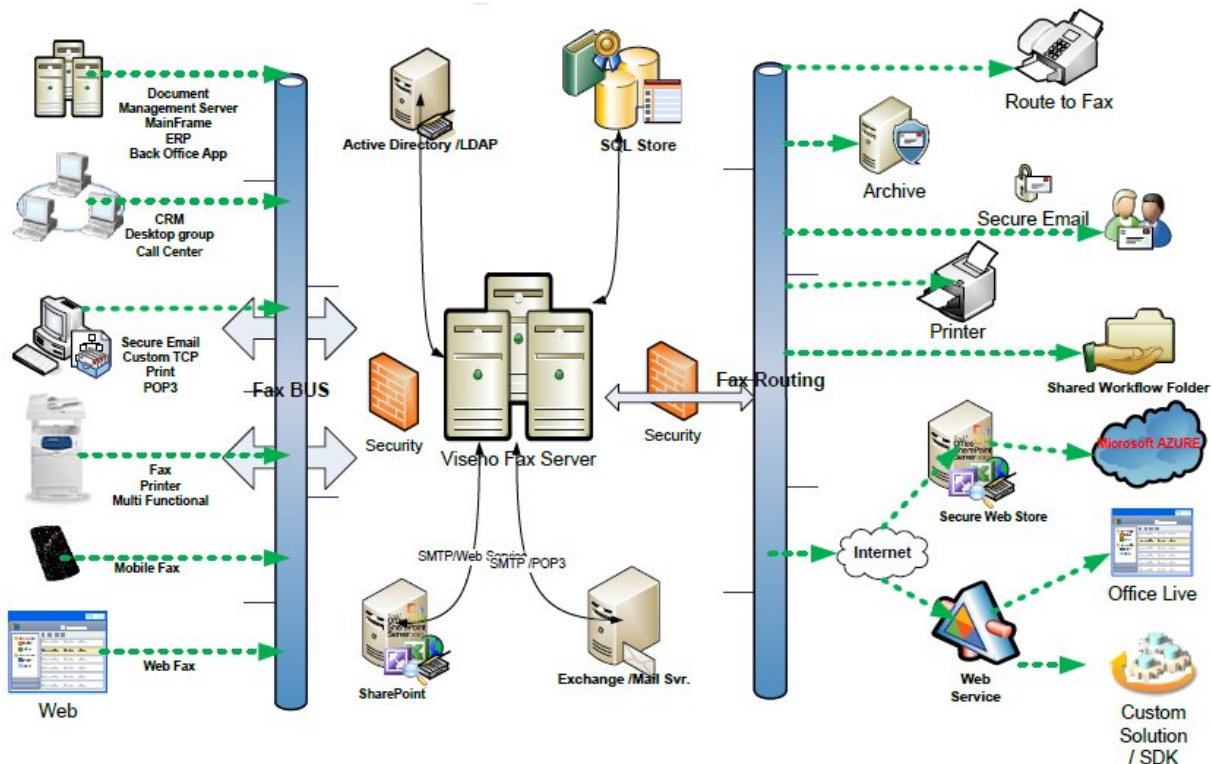 Document
Management Server
MainFrame
ERP
Back Office App
CRM
Desktop group
Call Center
Secure Email
Custom TCP
Print
POP3
Fax
Printer
Multi Functional
Mobile Fax
Web Fax
Web
Fax BUS
Active Directory /LDAP
SQL Store
Security
Viseno Fax Server
Security
SMTP/Web Service
SMTP /POP3
SharePoint
Exchange /Mail Svr.
Fax Routing
Route to Fax
Archive
Secure Email
Printer
Shared Workflow Folder
Microsoft AZURE
Secure Web Store
Internet
Office Live
Web
Service
Custom
Solution
/ SDK